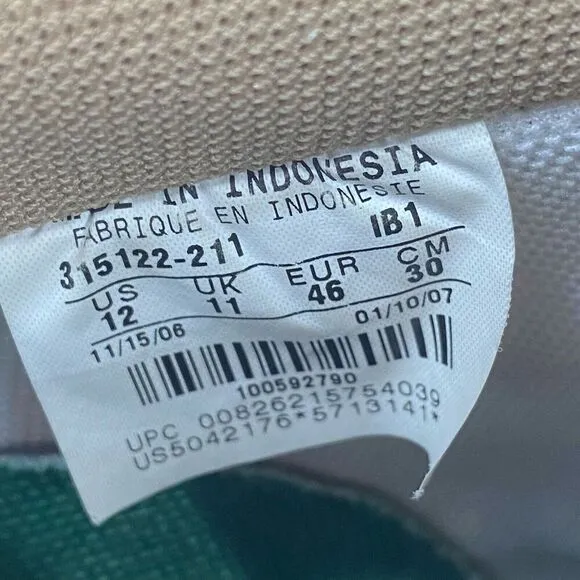 MADE IN INDONESIA
FABRIQUE EN INDONESIE
315122-211 IB1
US UK EUR CM
12 11 46 30
11/15/06 01/10/07
100592790
UPC 00826215754039
US5042176*5713141*